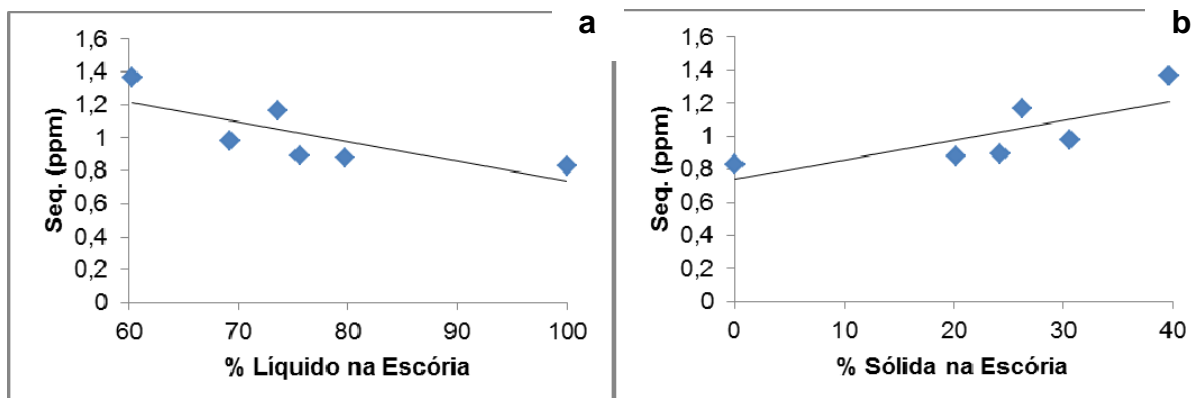 a
1,6
1,4
1,2
1
0,8
0,6
0,4
0,2
0
Seq. (ppm)
60 70 80 90 100
% Líquido na Escória
b
1,6
1,4
1,2
1
0,8
0,6
0,4
0,2
0
Seq. (ppm)
0 10 20 30 40
% Sólida na Escória